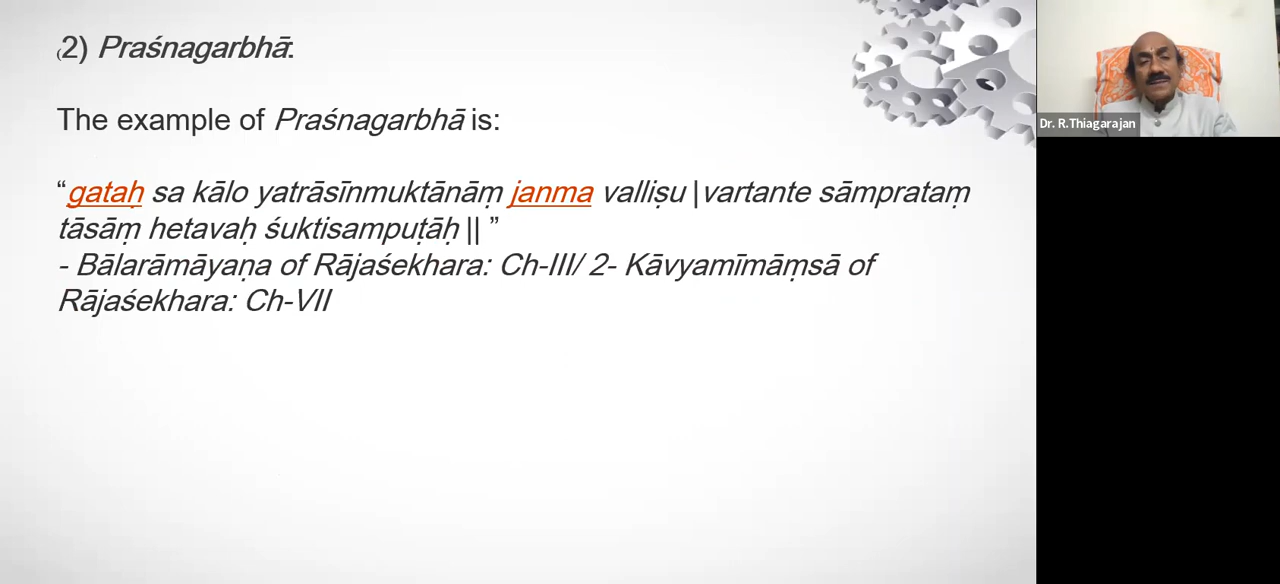 (2) Praśnagarbhā:
The example of Praśnagarbhā is:
“gataḥ sa kālo yatrāsīnmuktānāṃ janma valliṣu |vartante sāmprataṃ
tāsāṃ hetavaḥ śuktisampuṭāḥ || ”
- Bālarāmāyaṇa of Rājaśekhara: Ch-III/ 2- Kāvyamīmāṃsā of
Rājaśekhara: Ch-VII
Dr. R.Thiagarajan